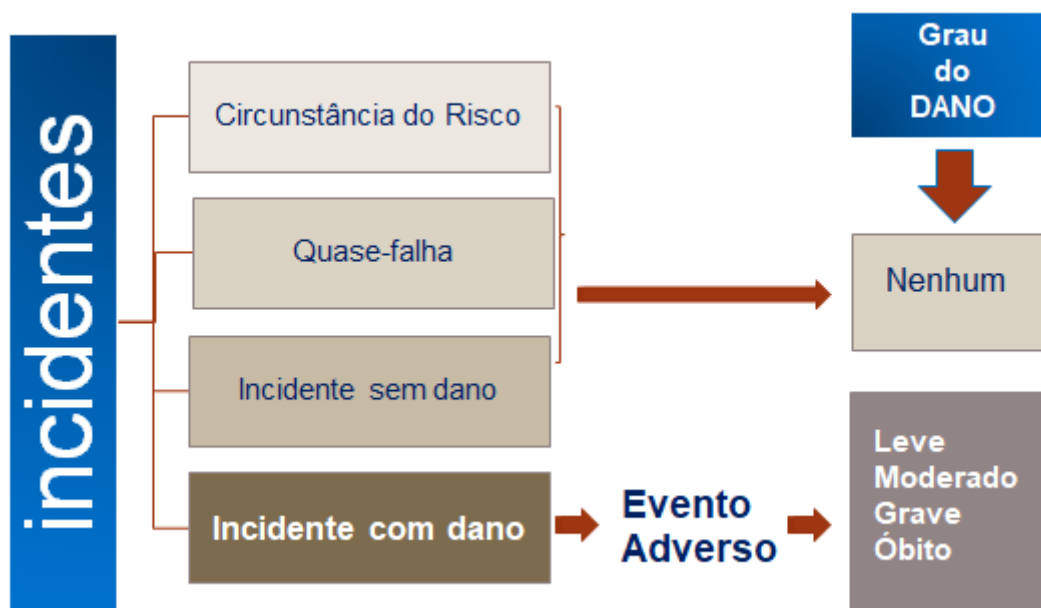 incidentes
Circunstância do Risco
Quase-falha
Incidente sem dano
Incidente com dano
Evento
Adverso
Grau
do
DANO
Nenhum
Leve
Moderado
Grave
Óbito